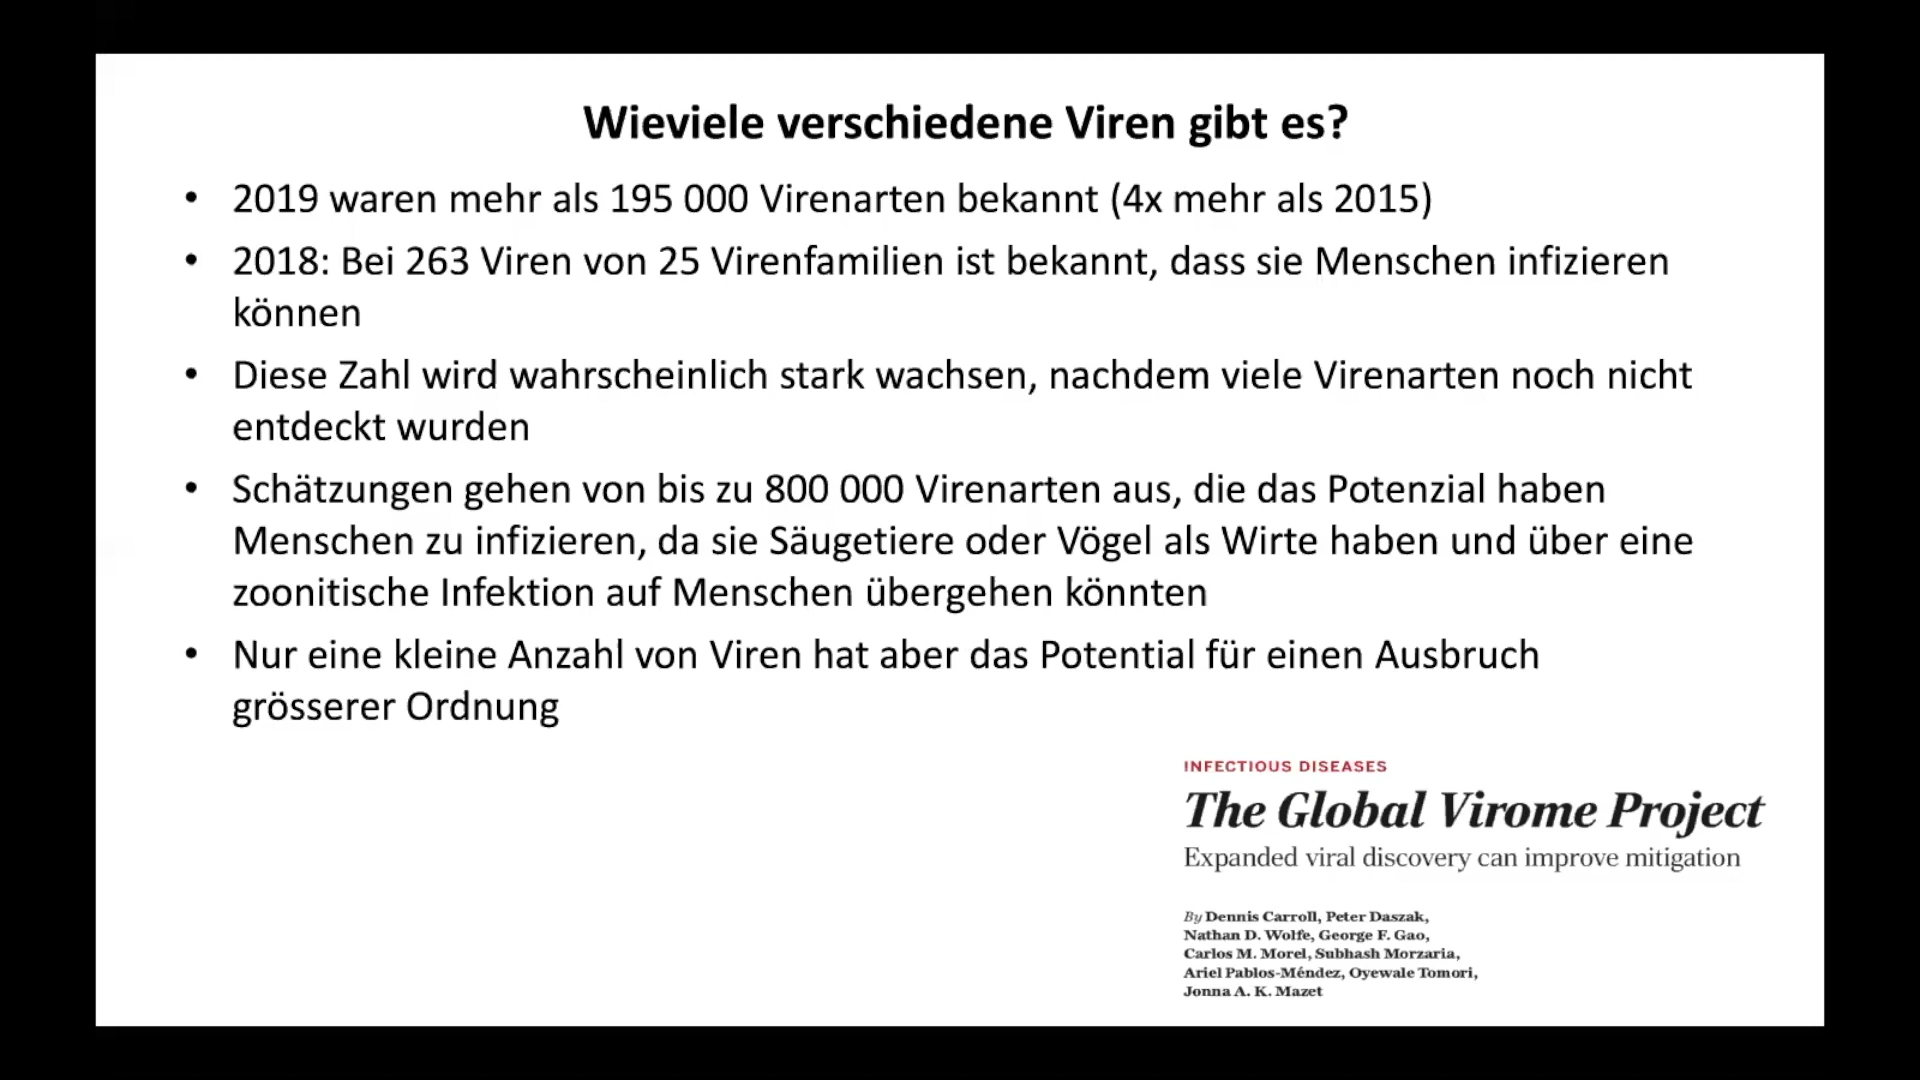 Wieviele verschiedene Viren gibt es?
• 2019 waren mehr als 195 000 Virenarten bekannt (4x mehr als 2015)
• 2018: Bei 263 Viren von 25 Virenfamilien ist bekannt, dass sie Menschen infizieren
können
• Diese Zahl wird wahrscheinlich stark wachsen, nachdem viele Virenarten noch nicht
entdeckt wurden
• Schätzungen gehen von bis zu 800 000 Virenarten aus, die das Potenzial haben
Menschen zu infizieren, da sie Säugetiere oder Vögel als Wirte haben und über eine
zoonitische Infektion auf Menschen übergehen könnten
• Nur eine kleine Anzahl von Viren hat aber das Potential für einen Ausbruch
grösserer Ordnung
INFECTIOUS DISEASES
The Global Virome Project
Expanded viral discovery can improve mitigation
By Dennis Carroll, Peter Daszak,
Nathan D. Wolfe, George F. Gao,
Carlos M. Morel, Subhash Morzaria,
Ariel Pablos-Méndez, Oyewale Tomori,
Jonna A. K. Mazet